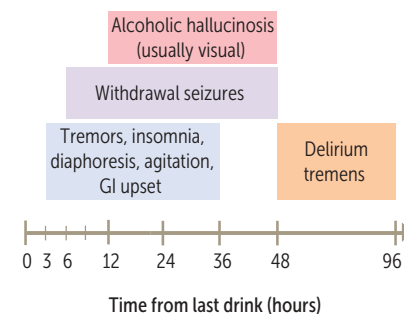 Alcoholic hallucinosis
(usually visual)
Withdrawal seizures
Tremors, insomnia,
diaphoresis, agitation,
GI upset
Delirium
tremens
0 3 6 12 24 36 48 96
Time from last drink (hours)